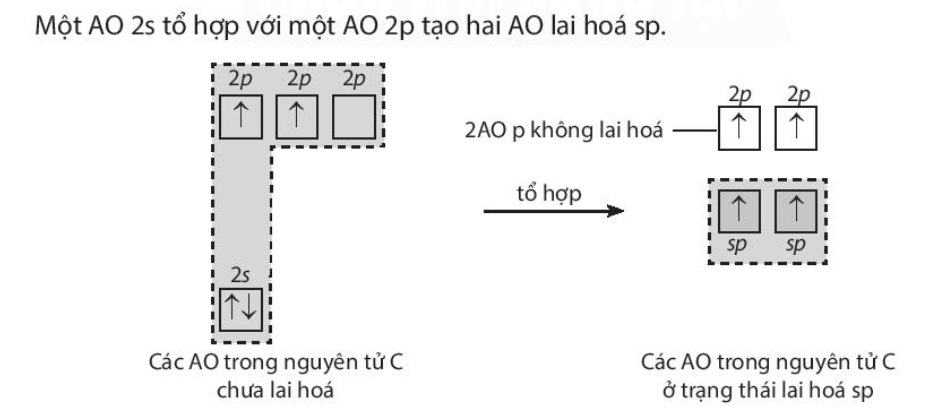 Một AO 2s tổ hợp với một AO 2p tạo hai AO lai hoá sp.
2p 2p 2p
↑ ↑
2s
↑↓
Các AO trong nguyên tử C
chưa lai hoá
tổ hợp
2AO p không lai hoá
2p 2p
↑ ↑
↑ ↑
sp sp
Các AO trong nguyên tử C
ở trạng thái lai hoá sp